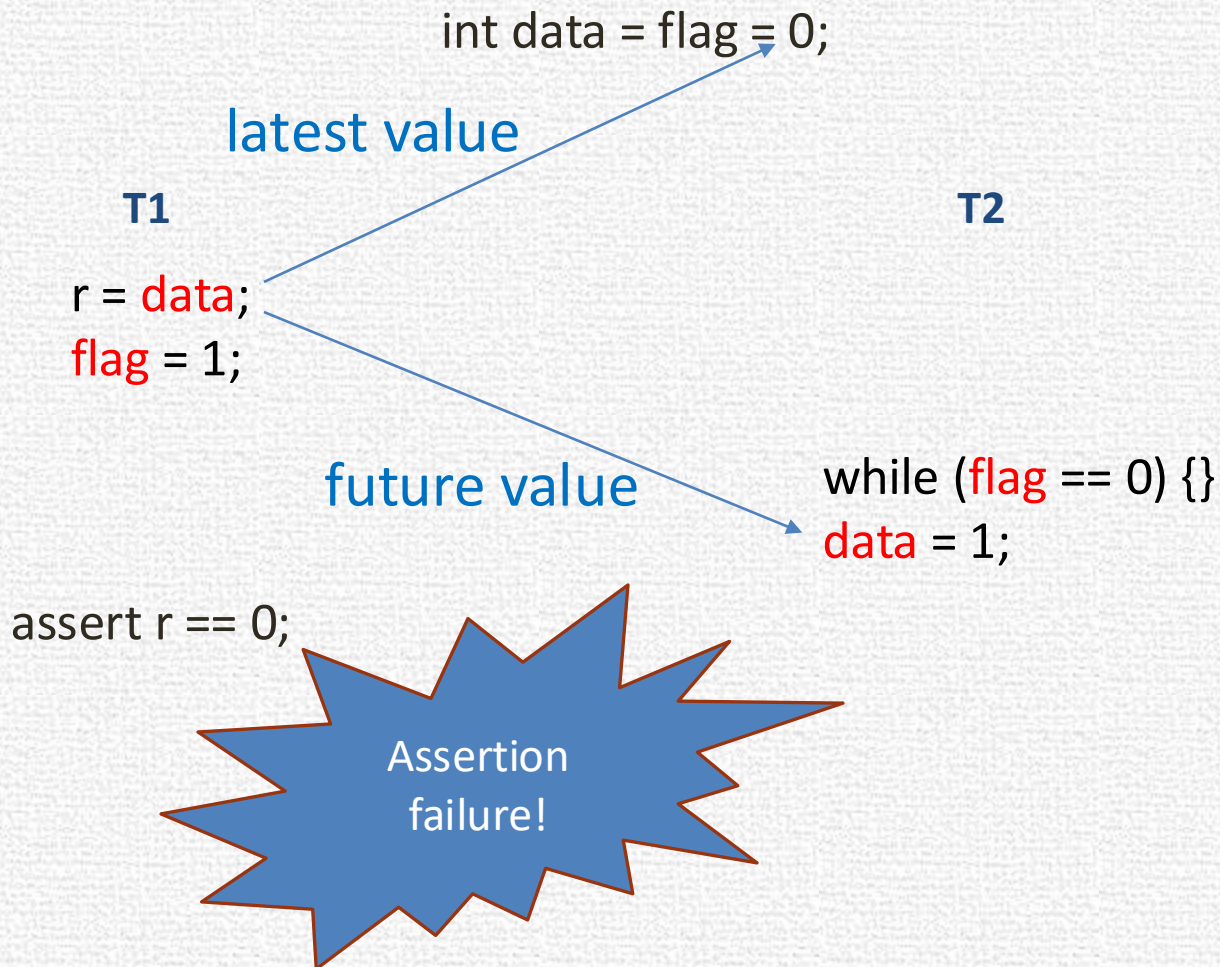 int data = flag = 0;
latest value
T1
T2
r = data;
flag = 1;
future value
while (flag == 0) {}
data = 1;
assert r == 0;
Assertion
failure!